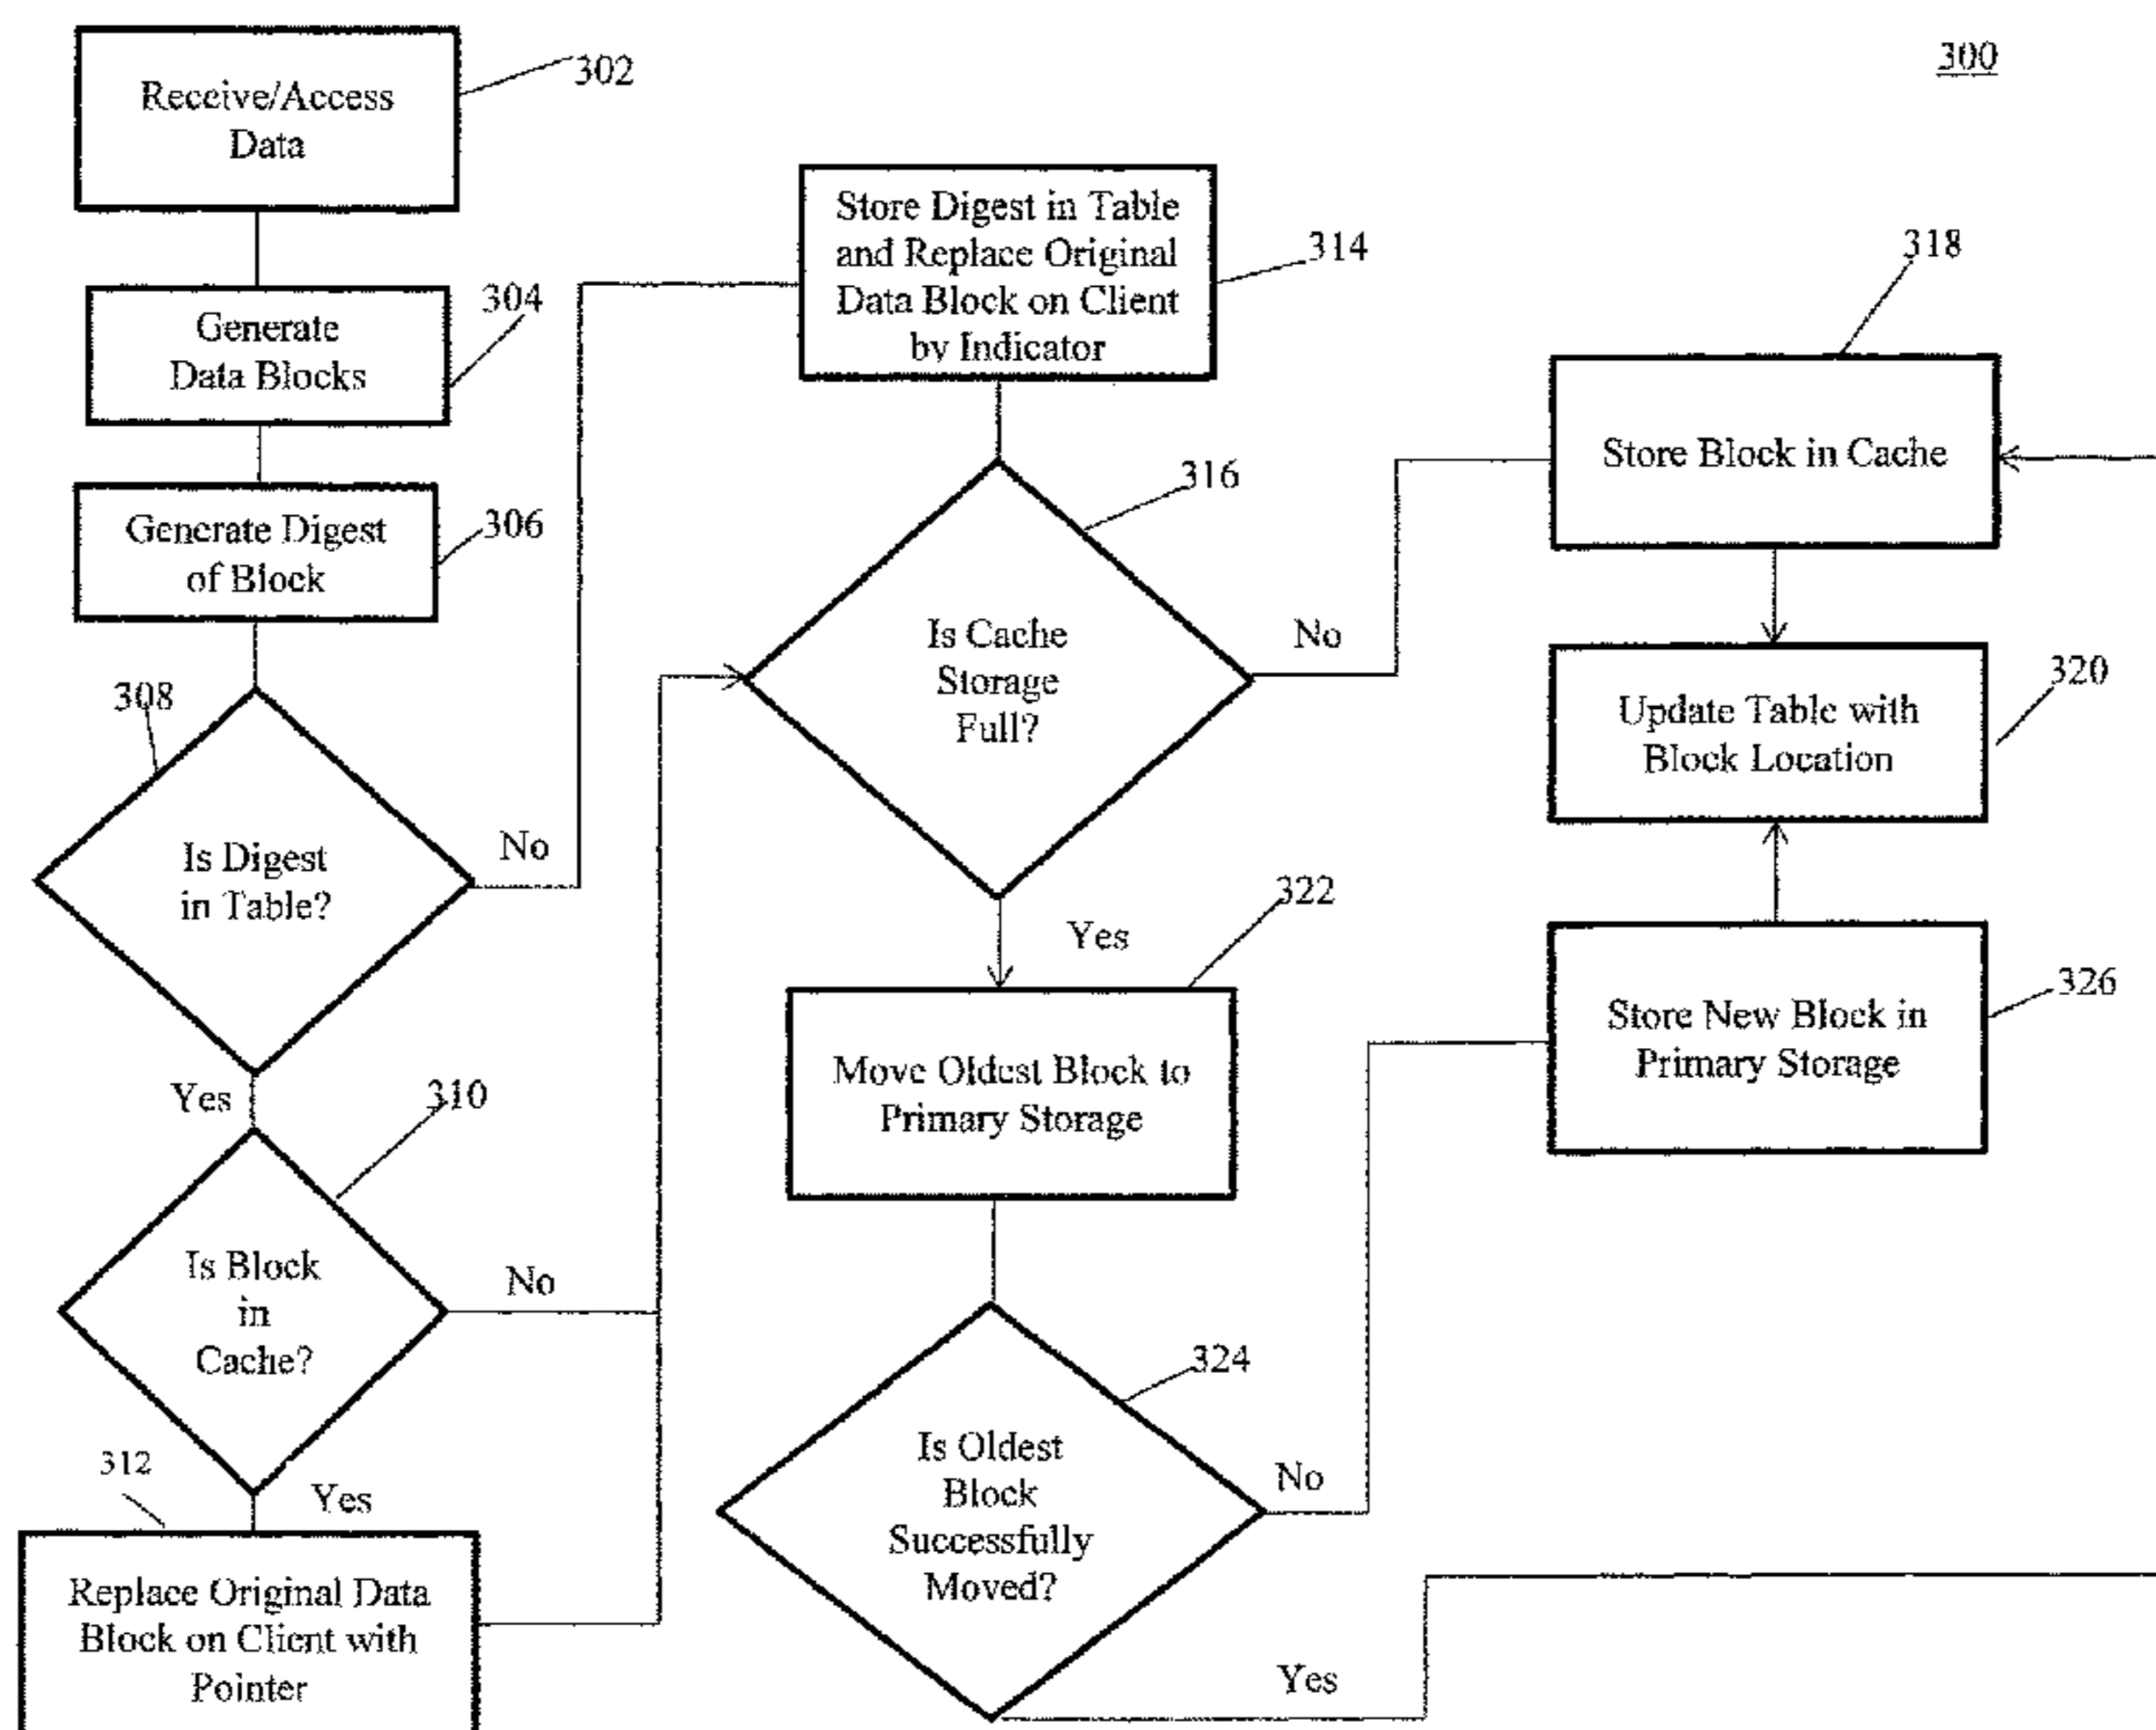 300
Receive/Access
Data
302
Generate
Data Blocks
304
Generate Digest
of Block
306
308
Is Digest
in Table?
No
Yes
310
Is Block
in
Cache?
No
Yes
312
Replace Original Data
Block on Client with
Pointer
Store Digest in Table
and Replace Original
Data Block on Client
by Indicator
314
316
Is Cache
Storage
Full?
No
Yes
318
Store Block in Cache
320
Update Table with
Block Location
322
Move Oldest Block to
Primary Storage
324
Is Oldest
Block
Successfully
Moved?
No
Yes
326
Store New Block in
Primary Storage